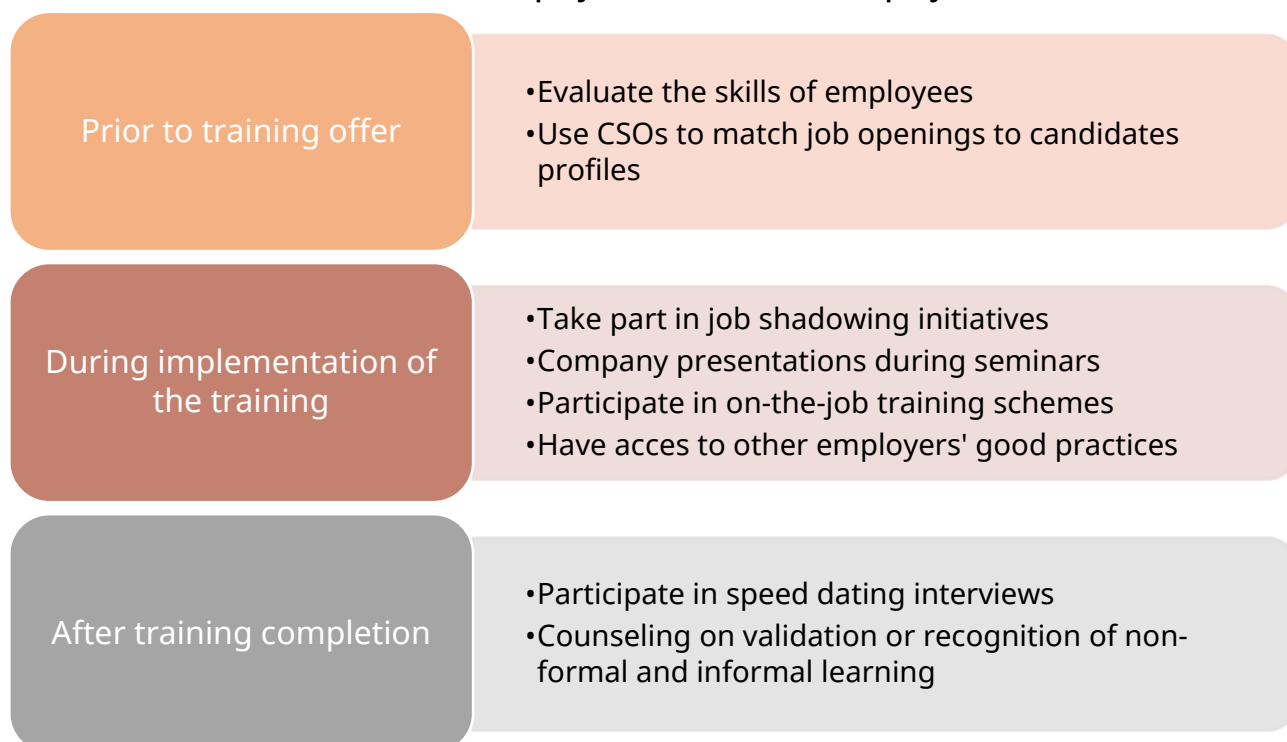 Prior to training offer
•Evaluate the skills of employees
•Use CSOs to match job openings to candidates
profiles
During implementation of
the training
•Take part in job shadowing initiatives
•Company presentations during seminars
•Participate in on-the-job training schemes
•Have acces to other employers' good practices
After training completion
•Participate in speed dating interviews
•Counseling on validation or recognition of non-
formal and informal learning